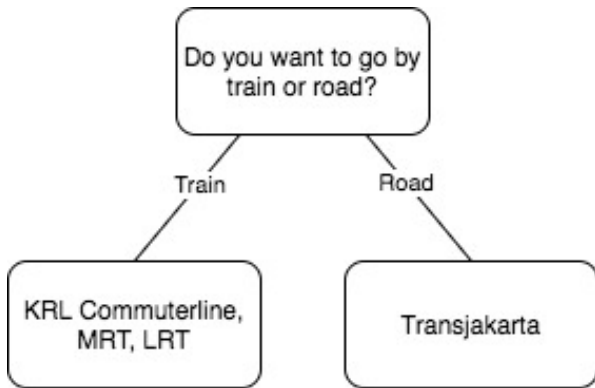 Do you want to go by
train or road?
Train
Road
KRL Commuterline,
MRT, LRT
Transjakarta